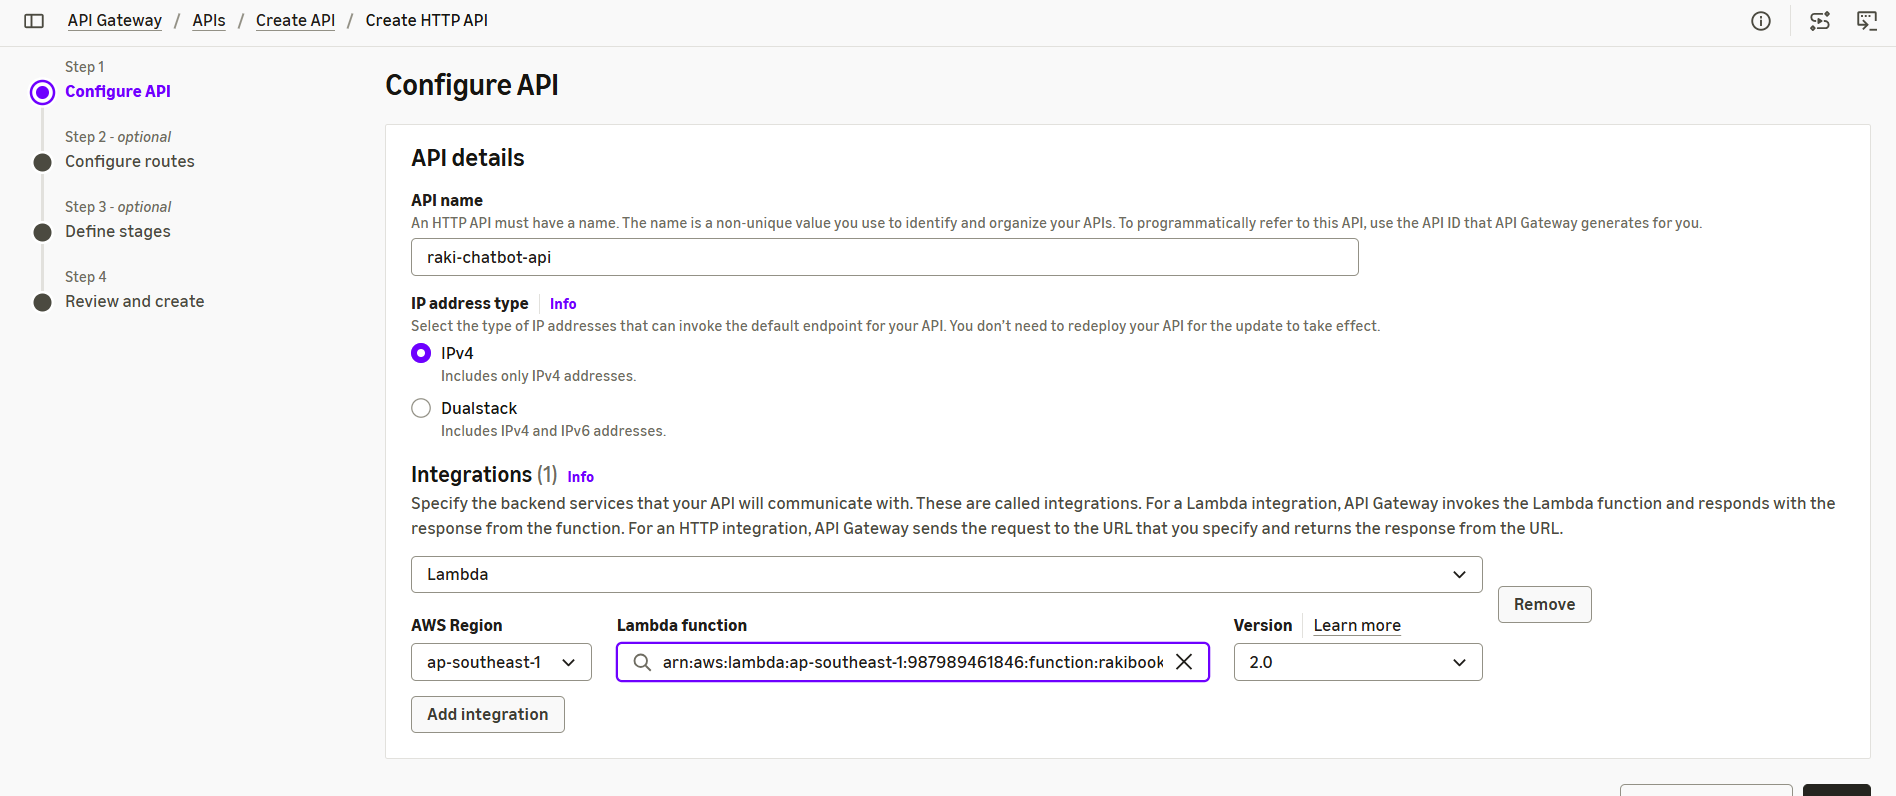 API Gateway / APIs / Create API / Create HTTP API
Step 1
Configure API
Step 2 - optional
Configure routes
Step 3 - optional
Define stages
Step 4
Review and create
Configure API
API details
API name
An HTTP API must have a name. The name is a non-unique value you use to identify and organize your APIs. To programmatically refer to this API, use the API ID that API Gateway generates for you.
raki-chatbot-api
IP address type Info
Select the type of IP addresses that can invoke the default endpoint for your API. You don't need to redeploy your API for the update to take effect.
IPv4
Includes only IPv4 addresses.
Dualstack
Includes IPv4 and IPv6 addresses.
Integrations (1) Info
Specify the backend services that your API will communicate with. These are called integrations. For a Lambda integration, API Gateway invokes the Lambda function and responds with the
response from the function. For an HTTP integration, API Gateway sends the request to the URL that you specify and returns the response from the URL.
Lambda
Remove
AWS Region Lambda function Version Learn more
ap-southeast-1 arn:aws:lambda:ap-southeast-1:987989461846:function:rakibook 2.0
Add integration